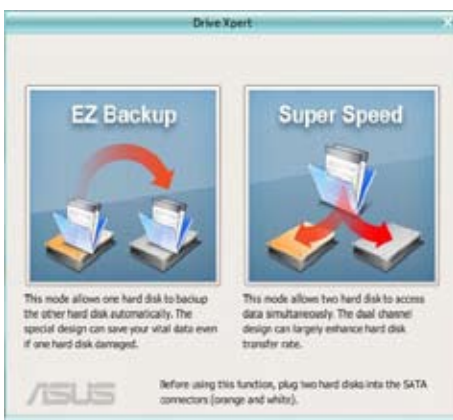 Drive Xpert
EZ Backup
Super Speed
This mode allows one hard disk to backup
the other hard disk automatically. The
special design can save your vital data even
if one hard disk damaged.
This mode allows two hard disk to access
data simultaneously. The dual channel
design can largely enhance hard disk
transfer rate.
ASUS
Before using this function, plug two hard disks into the SATA
connectors (orange and white).